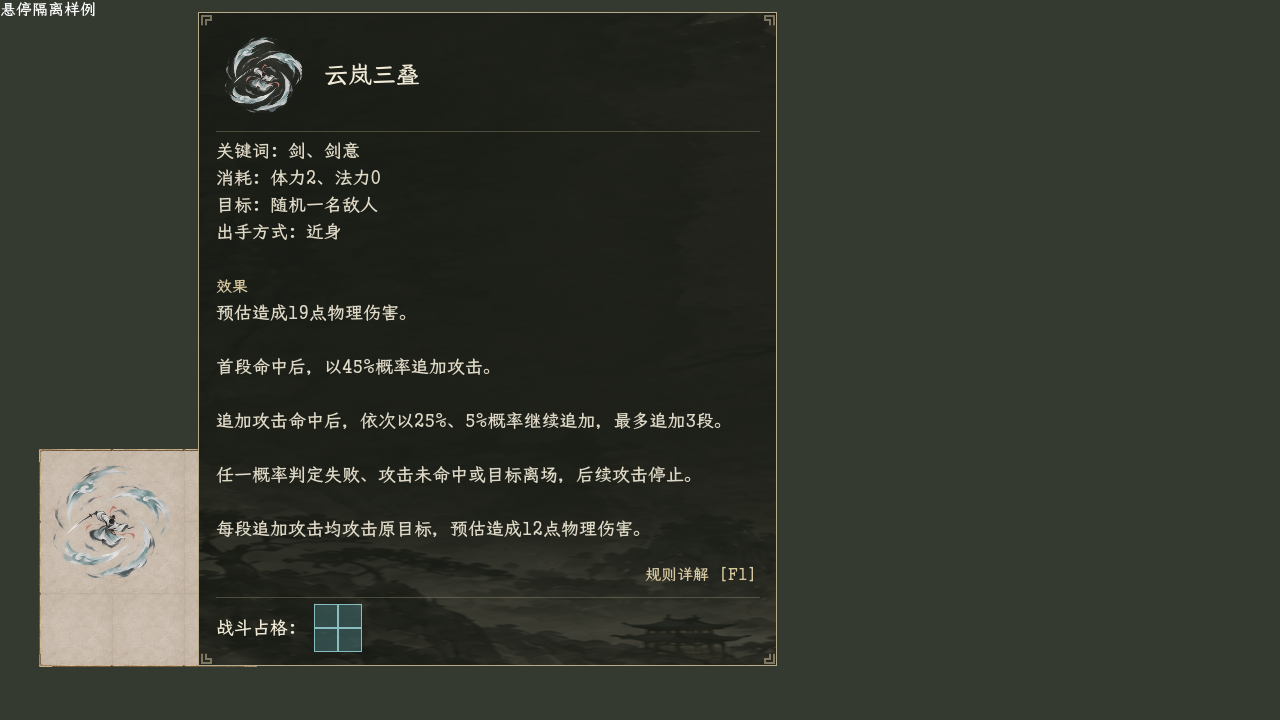 悬停隔离样例
云岚三叠
关键词：剑、剑意
消耗：体力2、法力0
目标：随机一名敌人
出手方式：近身
效果
预估造成19点物理伤害。
首段命中后，以45%概率追加攻击。
追加攻击命中后，依次以25%、5%概率继续追加，最多追加3段。
任一概率判定失败、攻击未命中或目标离场，后续攻击停止。
每段追加攻击均攻击原目标，预估造成12点物理伤害。
规则详解 [F1]
战斗占格：